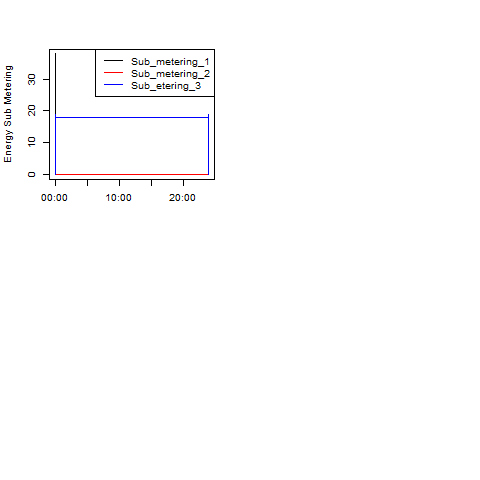 Sub_metering_1
Sub_metering_2
Sub_etering_3
Energy Sub Metering
30
20
10
0
00:00 10:00 20:00